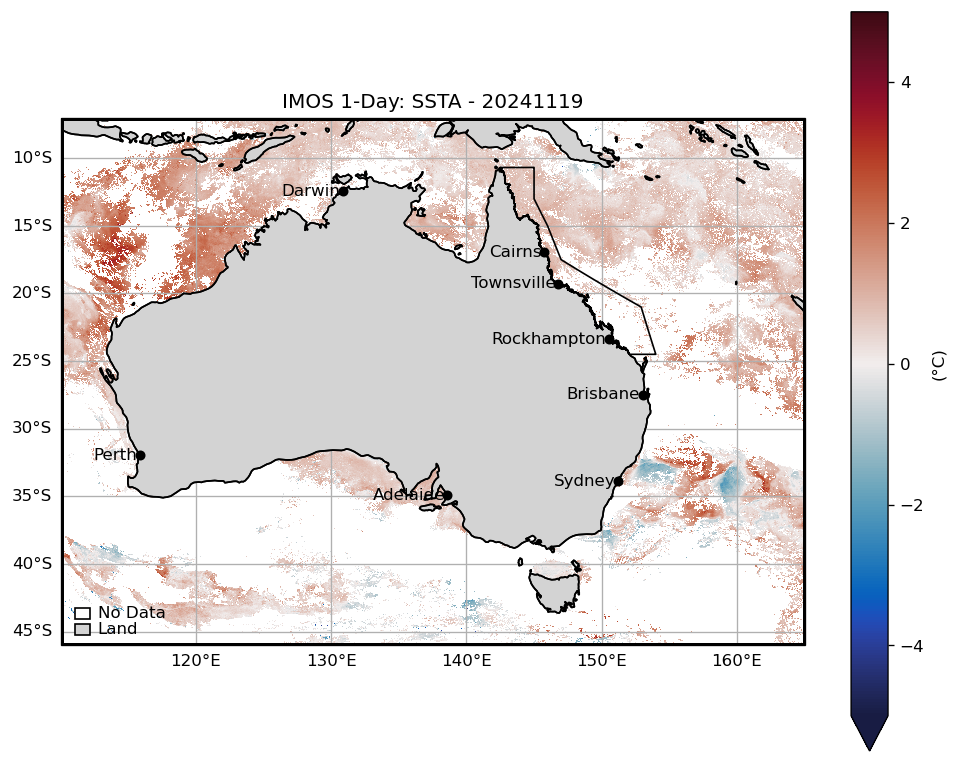 IMOS 1-Day: SSTA - 20241119
4
10°S
Darwin
15°S
2
Cairns
20°S
Townsville
Rockhampton
25°S
0
(°C)
Brisbane
30°S
Perth
Sydney
35°S
Adelaide
−2
40°S
No Data
Land
45°S
−4
120°E 130°E 140°E 150°E 160°E